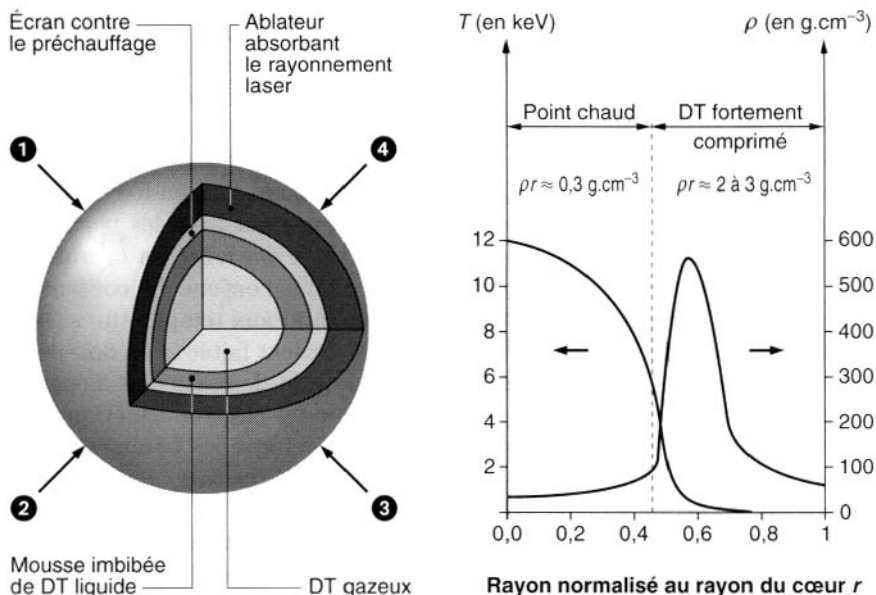 Écran contre
le préchauffage
Ablateur
absorbant
le rayonnement
laser
1
4
2
3
Mousse imbibée
de DT liquide
DT gazeux
T (en keV)
ρ (en g.cm⁻³)
Point chaud
DT fortement
comprimé
ρr ≈ 0,3 g.cm⁻³
ρr ≈ 2 à 3 g.cm⁻³
12
10
8
6
4
2
600
500
400
300
200
100
0
0,0
0,2
0,4
0,6
0,8
1
Rayon normalisé au rayon du cœur r